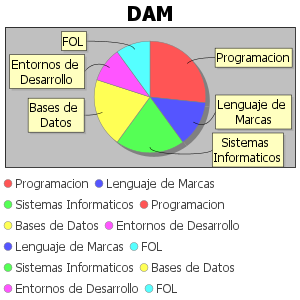 DAM
FOL
Programacion
Entornos de
Desarrollo
Lenguaje de
Marcas
Bases de
Datos
Sistemas
Informaticos
Programacion Lenguaje de Marcas
Sistemas Informaticos Programacion
Bases de Datos Entornos de Desarrollo
Lenguaje de Marcas FOL
Sistemas Informaticos Bases de Datos
Entornos de Desarrollo FOL